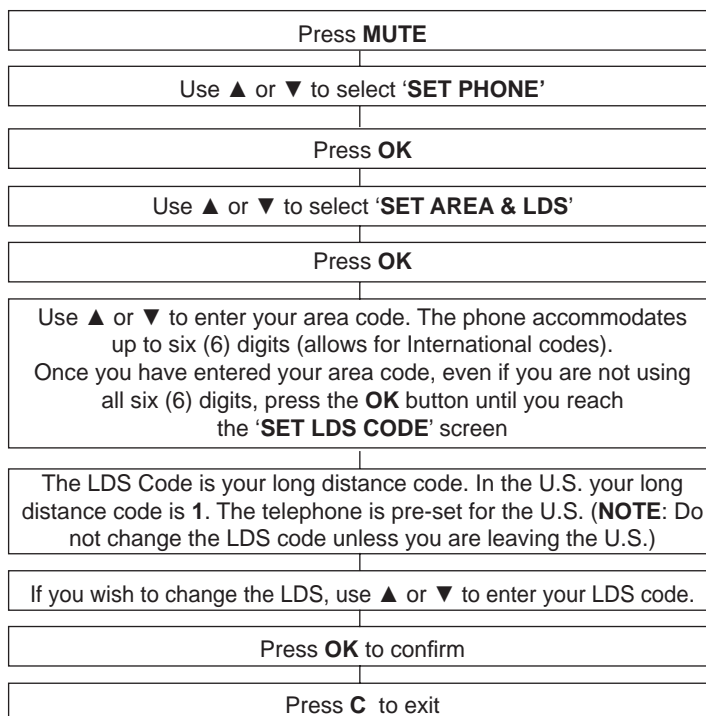 Press MUTE
Use ▲ or ▼ to select ‘SET PHONE’
Press OK
Use ▲ or ▼ to select ‘SET AREA & LDS’
Press OK
Use ▲ or ▼ to enter your area code. The phone accommodates
up to six (6) digits (allows for International codes).
Once you have entered your area code, even if you are not using
all six (6) digits, press the OK button until you reach
the ‘SET LDS CODE’ screen
The LDS Code is your long distance code. In the U.S. your long
distance code is 1. The telephone is pre-set for the U.S. (NOTE: Do
not change the LDS code unless you are leaving the U.S.)
If you wish to change the LDS, use ▲ or ▼ to enter your LDS code.
Press OK to confirm
Press C to exit